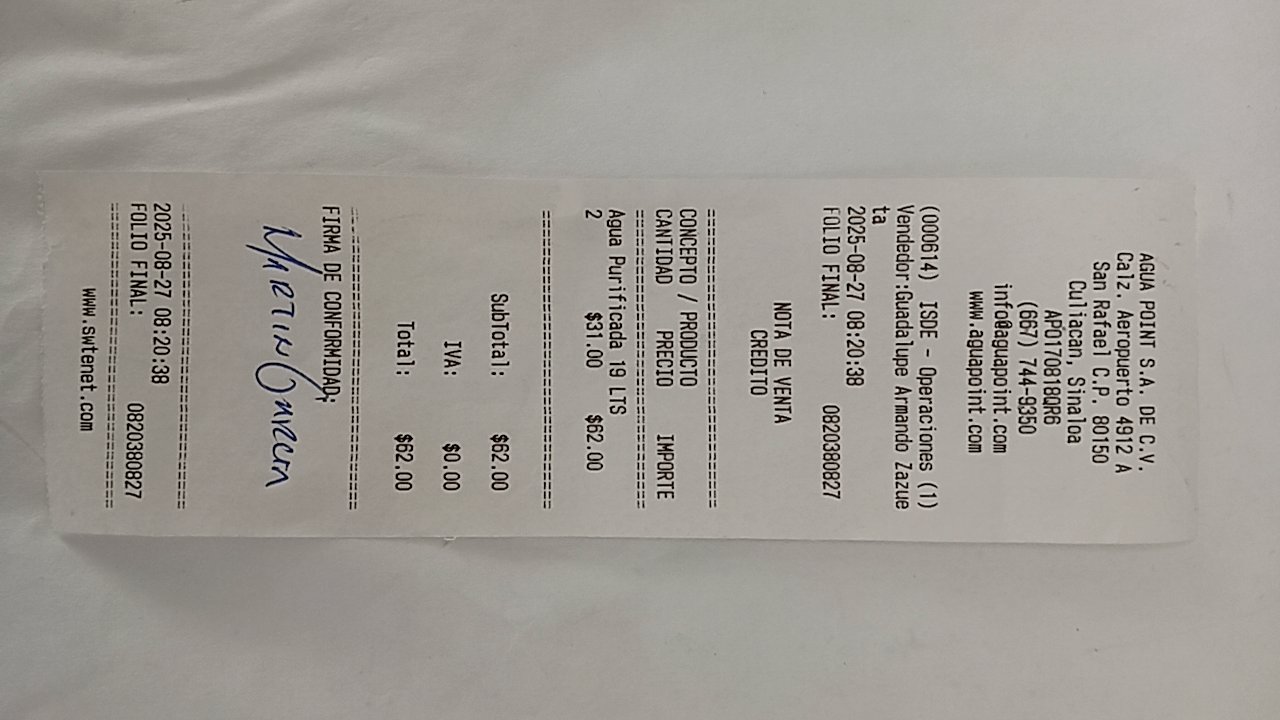 AGUA POINT S.A. DE C.V.
Calz. Aeropuerto 4912 A
San Rafael C.P. 80150
Culiacan, Sinaloa
APO170818QR6
(667) 744-9350
info@aguapoint.com
www.aguapoint.com
(000614) ISDE - Operaciones (1)
Vendedor:Guadalupe Armando Zazue
ta
2025-08-27 08:20:38
FOLIO FINAL: 0820380827
NOTA DE VENTA
CREDITO
================================
CONCEPTO / PRODUCTO
CANTIDAD PRECIO IMPORTE
================================
Agua Purificada 19 LTS
2 $31.00 $62.00
================================
SubTotal: $62.00
IVA: $0.00
Total: $62.00
================================
FIRMA DE CONFORMIDAD;
MARTIN GARCIA
================================
2025-08-27 08:20:38
FOLIO FINAL: 0820380827
================================
www.swtenet.com